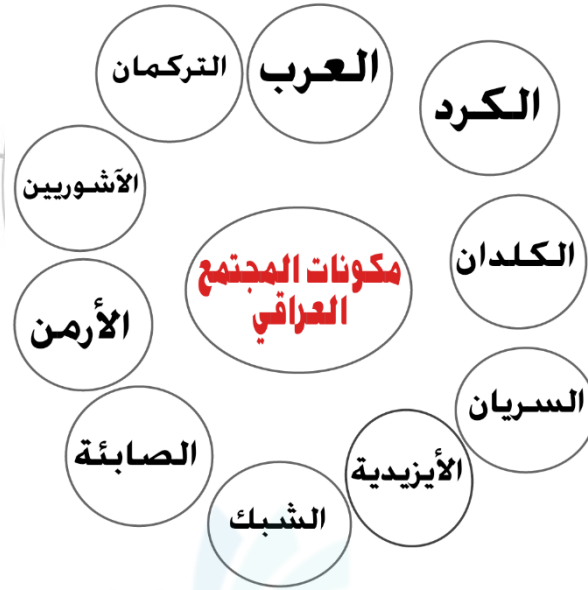 العرب
الكرد
الكلدان
السريان
الأيزيدية
الشبك
الصابئة
الأرمن
الآشوريين
التركمان
مكونات المجتمع
العراقي